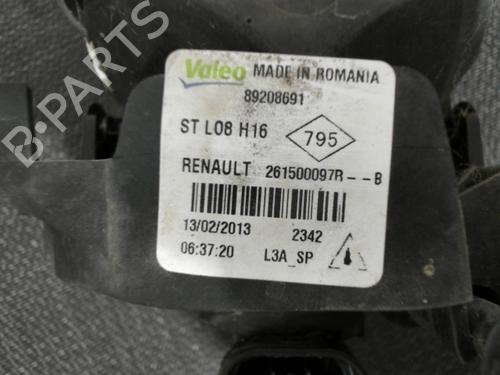 Valeo MADE IN ROMANIA
89208691
ST L08 H16 795
RENAULT 261500097R--B
13/02/2013 2342
06:37:20 L3A_SP
B-PARTS